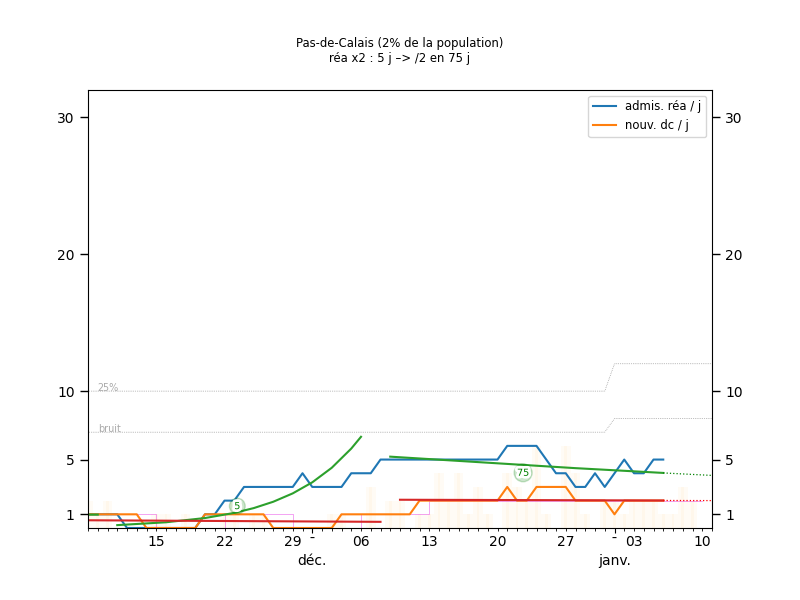 Pas-de-Calais (2% de la population)
réa x2 : 5 j –> /2 en 75 j
admis. réa / j
nouv. dc / j
30 30
20 20
25%
10 10
bruit
5 5
75
5
1 1
15 22 29 - 06 13 20 27 - 03 10
déc. janv.